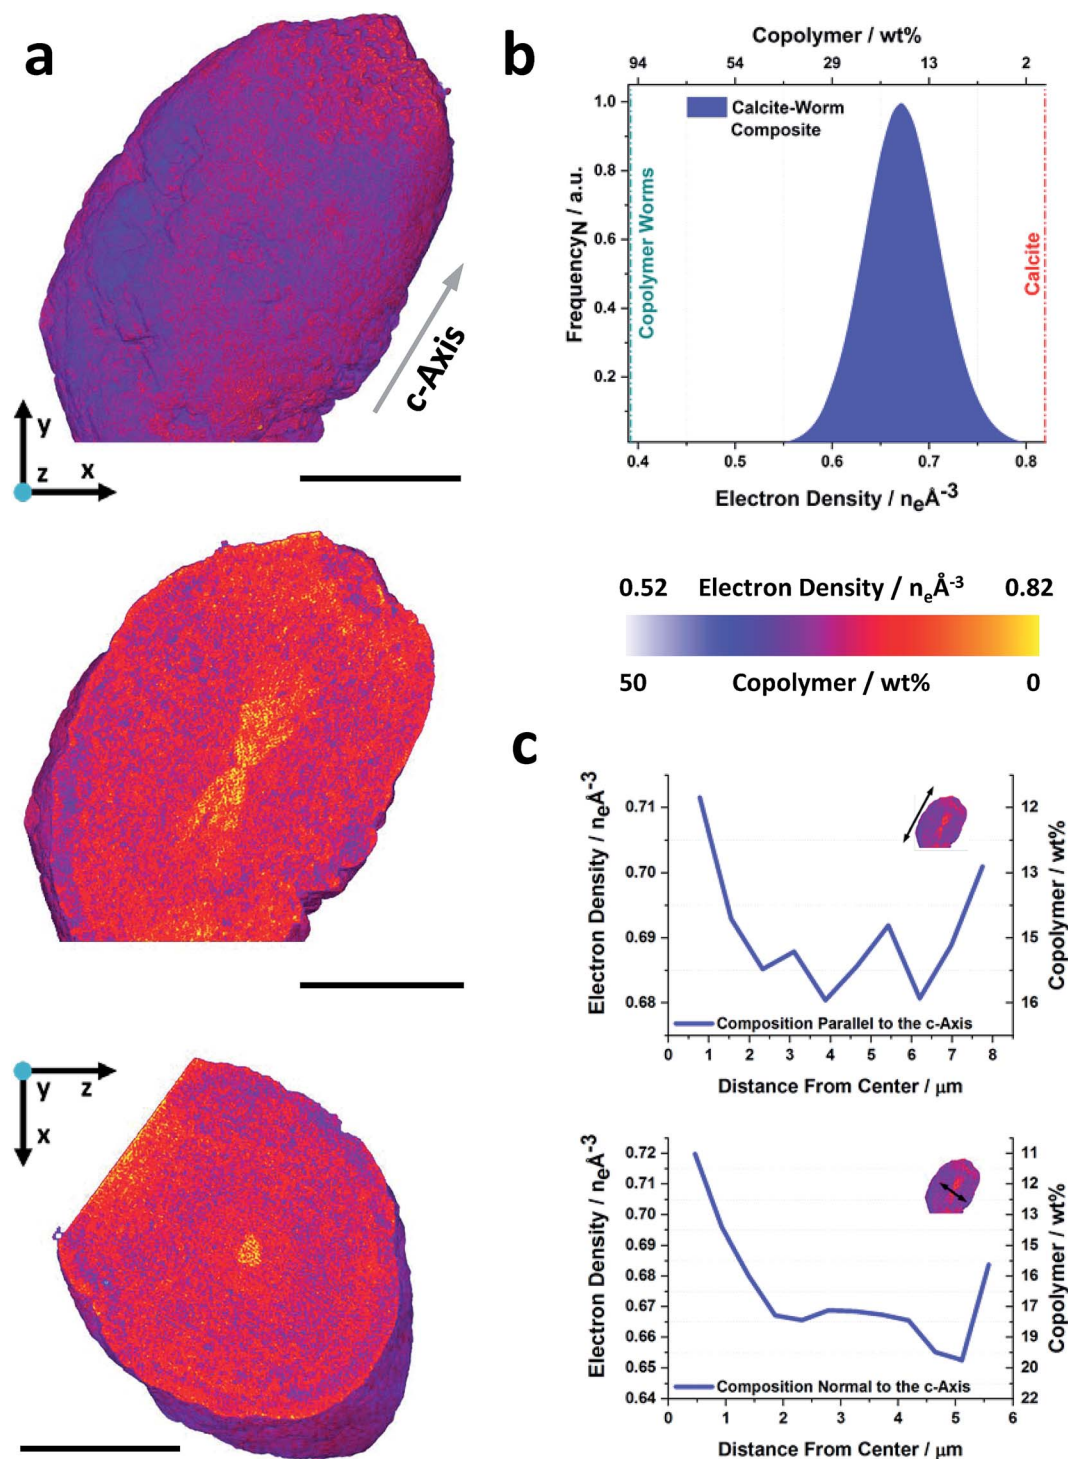 a
c-Axis
y
z
x
y
z
x
b
Copolymer / wt%
94 54 29 13 2
Calcite-Worm
Composite
Copolymer Worms
Calcite
Frequency_N / a.u.
1.0
0.8
0.6
0.4
0.2
0.4 0.5 0.6 0.7 0.8
Electron Density / nₑÅ⁻³
0.52 Electron Density / nₑÅ⁻³ 0.82
50 Copolymer / wt% 0
c
Electron Density / nₑÅ⁻³
0.71
0.70
0.69
0.68
12
13
15
16
Copolymer / wt%
Composition Parallel to the c-Axis
0 1 2 3 4 5 6 7 8
Distance From Center / μm
Electron Density / nₑÅ⁻³
0.72
0.71
0.70
0.69
0.68
0.67
0.66
0.65
0.64
11
12
13
15
16
17
19
20
22
Copolymer / wt%
Composition Normal to the c-Axis
0 1 2 3 4 5 6
Distance From Center / μm